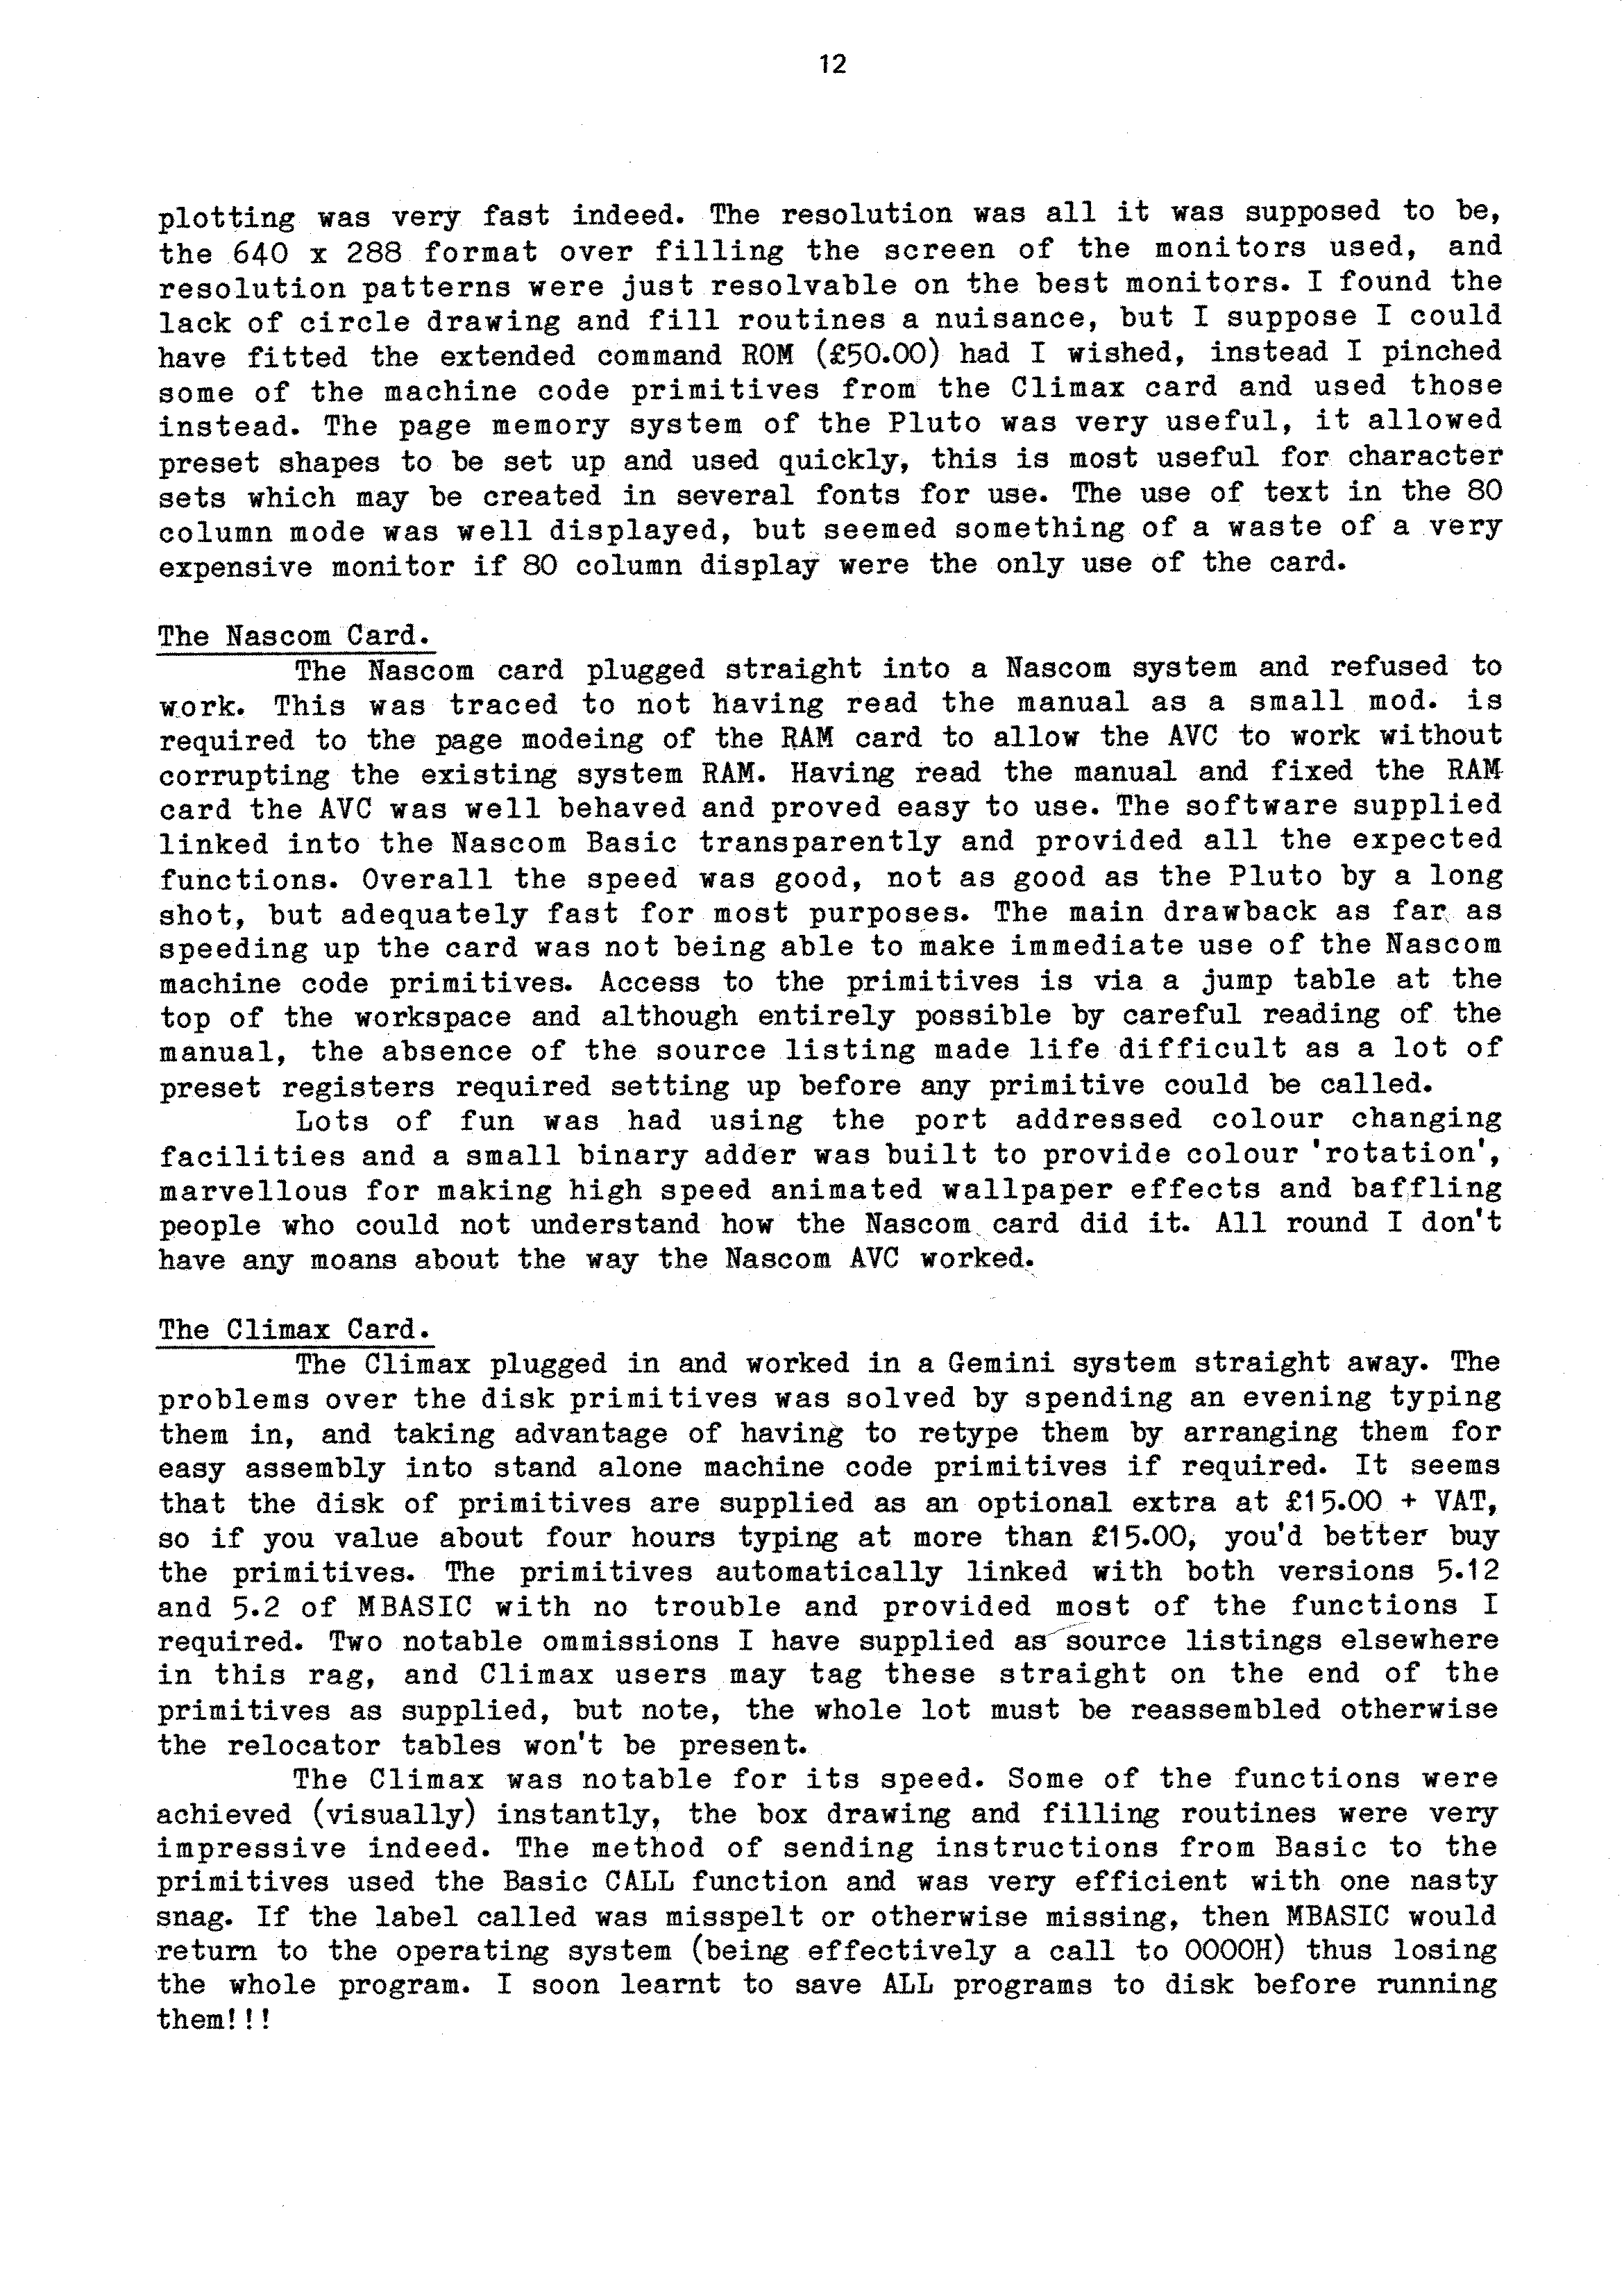 12
plotting was very fast indeed. The resolution was all it was supposed to be,
the 640 x 288 format over filling the screen of the monitors used, and
resolution patterns were just resolvable on the best monitors. I found the
lack of circle drawing and fill routines a nuisance, but I suppose I could
have fitted the extended command ROM (£50.00) had I wished, instead I pinched
some of the machine code primitives from the Climax card and used those
instead. The page memory system of the Pluto was very useful, it allowed
preset shapes to be set up and used quickly, this is most useful for character
sets which may be created in several fonts for use. The use of text in the 80
column mode was well displayed, but seemed something of a waste of a very
expensive monitor if 80 column display were the only use of the card.
The Nascom Card.
The Nascom card plugged straight into a Nascom system and refused to
work. This was traced to not having read the manual as a small mod. is
required to the page modeing of the RAM card to allow the AVC to work without
corrupting the existing system RAM. Having read the manual and fixed the RAM
card the AVC was well behaved and proved easy to use. The software supplied
linked into the Nascom Basic transparently and provided all the expected
functions. Overall the speed was good, not as good as the Pluto by a long
shot, but adequately fast for most purposes. The main drawback as far as
speeding up the card was not being able to make immediate use of the Nascom
machine code primitives. Access to the primitives is via a jump table at the
top of the workspace and although entirely possible by careful reading of the
manual, the absence of the source listing made life difficult as a lot of
preset registers required setting up before any primitive could be called.
Lots of fun was had using the port addressed colour changing
facilities and a small binary adder was built to provide colour 'rotation',
marvellous for making high speed animated wallpaper effects and baffling
people who could not understand how the Nascom card did it. All round I don't
have any moans about the way the Nascom AVC worked.
The Climax Card.
The Climax plugged in and worked in a Gemini system straight away. The
problems over the disk primitives was solved by spending an evening typing
them in, and taking advantage of having to retype them by arranging them for
easy assembly into stand alone machine code primitives if required. It seems
that the disk of primitives are supplied as an optional extra at £15.00 + VAT,
so if you value about four hours typing at more than £15.00, you'd better buy
the primitives. The primitives automatically linked with both versions 5.12
and 5.2 of MBASIC with no trouble and provided most of the functions I
required. Two notable ommissions I have supplied as source listings elsewhere
in this rag, and Climax users may tag these straight on the end of the
primitives as supplied, but note, the whole lot must be reassembled otherwise
the relocator tables won't be present.
The Climax was notable for its speed. Some of the functions were
achieved (visually) instantly, the box drawing and filling routines were very
impressive indeed. The method of sending instructions from Basic to the
primitives used the Basic CALL function and was very efficient with one nasty
snag. If the label called was misspelt or otherwise missing, then MBASIC would
return to the operating system (being effectively a call to 0000H) thus losing
the whole program. I soon learnt to save ALL programs to disk before running
them!!!